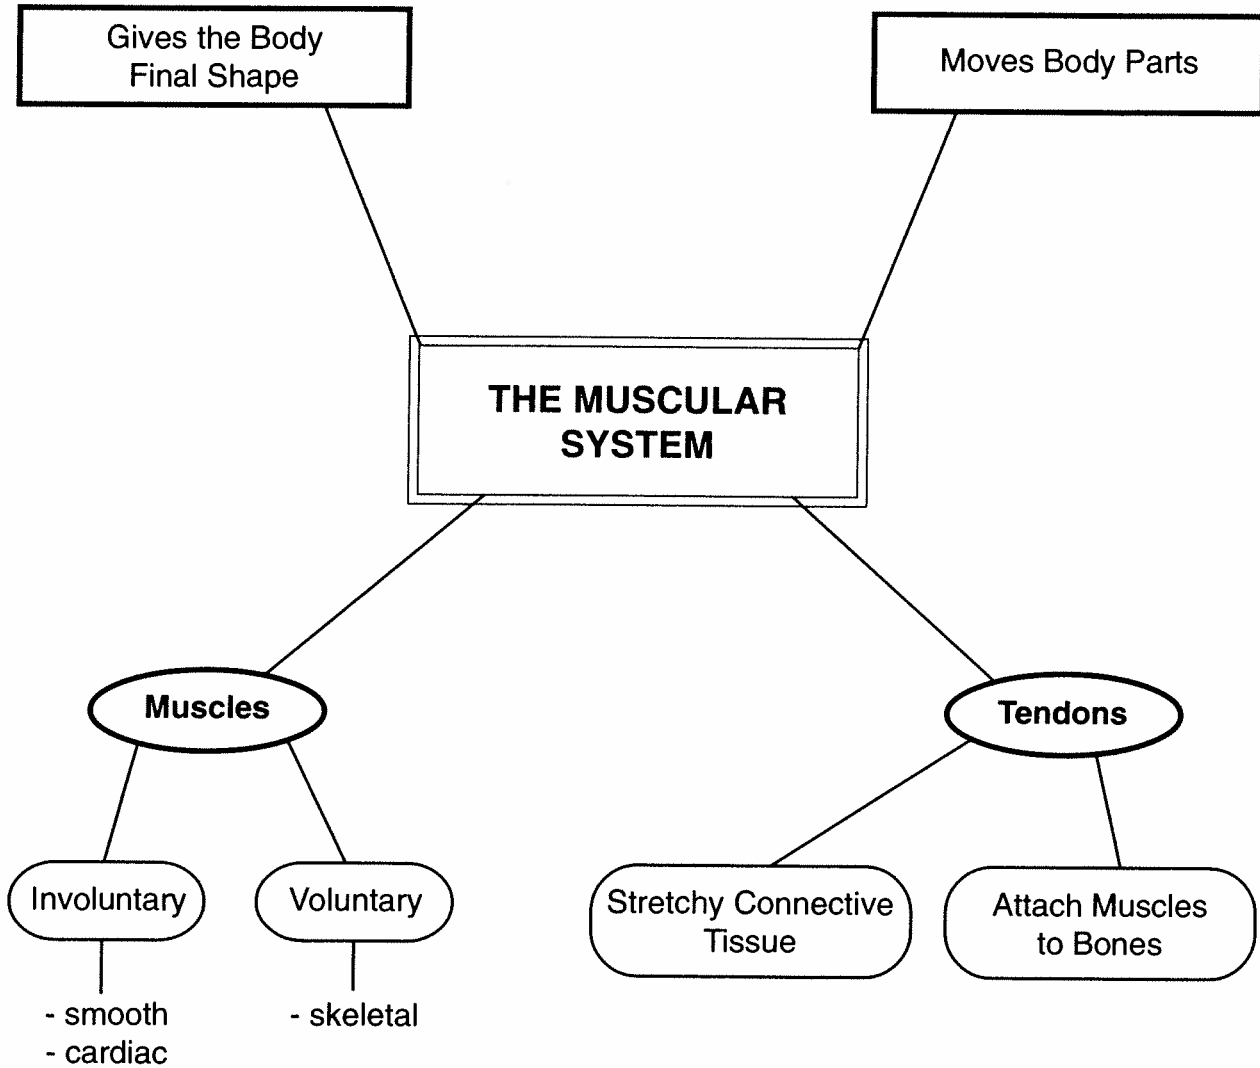 Gives the Body
Final Shape
Moves Body Parts
THE MUSCULAR
SYSTEM
Muscles
Tendons
Involuntary
Voluntary
Stretchy Connective
Tissue
Attach Muscles
to Bones
- smooth
- cardiac
- skeletal